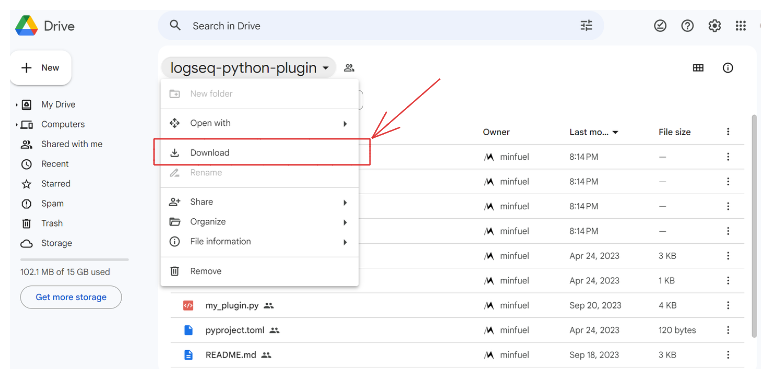 Drive
Search in Drive
New
logseq-python-plugin
My Drive
Computers
Shared with me
Recent
Starred
Spam
Trash
Storage
102.1 MB of 15 GB used
Get more storage
New folder
Open with
Download
Rename
Share
Organize
File information
Remove
Owner Last mo... File size
minfuel 8:14 PM —
minfuel 8:14 PM —
minfuel 8:14 PM —
minfuel 8:14 PM —
minfuel Apr 24, 2023 3 KB
minfuel Apr 24, 2023 1 KB
my_plugin.py minfuel Sep 20, 2023 4 KB
pyproject.toml minfuel Apr 24, 2023 120 bytes
README.md minfuel Sep 18, 2023 3 KB